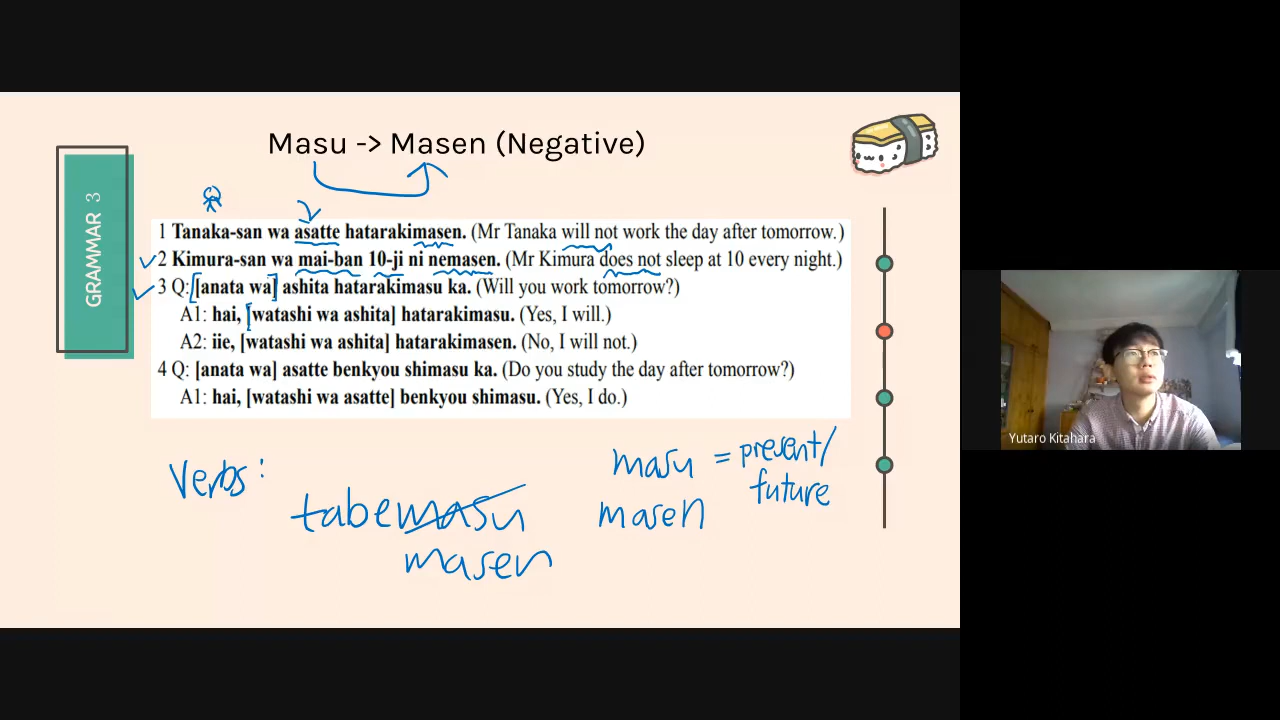 Masu -> Masen (Negative)
GRAMMAR 3
1 Tanaka-san wa asatte hatarakimasen. (Mr Tanaka will not work the day after tomorrow.)
2 Kimura-san wa mai-ban 10-ji ni nemasen. (Mr Kimura does not sleep at 10 every night.)
3 Q: [anata wa] ashita hatarakimasu ka. (Will you work tomorrow?)
A1: hai, [watashi wa ashita] hatarakimasu. (Yes, I will.)
A2: iie, [watashi wa ashita] hatarakimasen. (No, I will not.)
4 Q: [anata wa] asatte benkyou shimasu ka. (Do you study the day after tomorrow?)
A1: hai, [watashi wa asatte] benkyou shimasu. (Yes, I do.)
Verbs:
tabemasu
masen
masu = present/
future
masen
Yutaro Kitahara